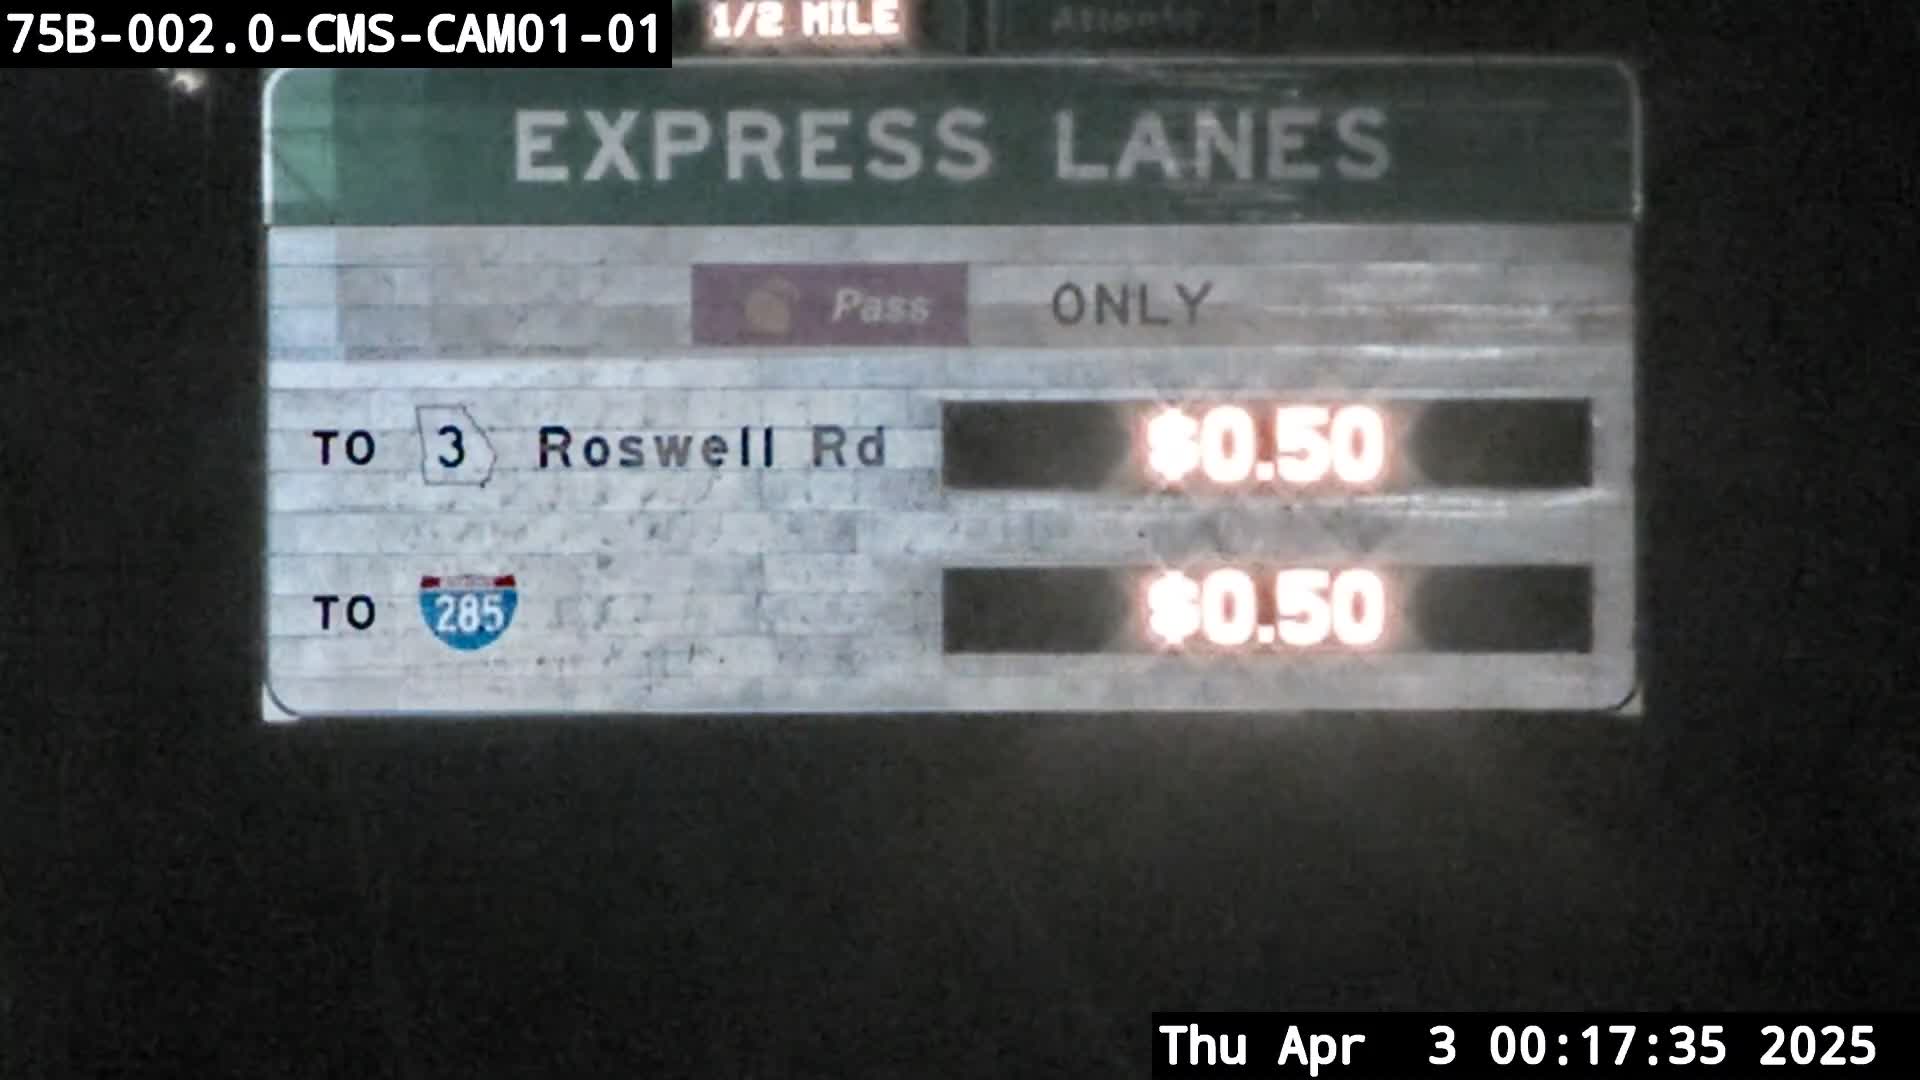 75B-002.0-CMS-CAM01-01
1/2 MILE
Atlanta
EXPRESS LANES
Pass ONLY
TO 3 Roswell Rd $0.50
TO 285 $0.50
Thu Apr 3 00:17:35 2025